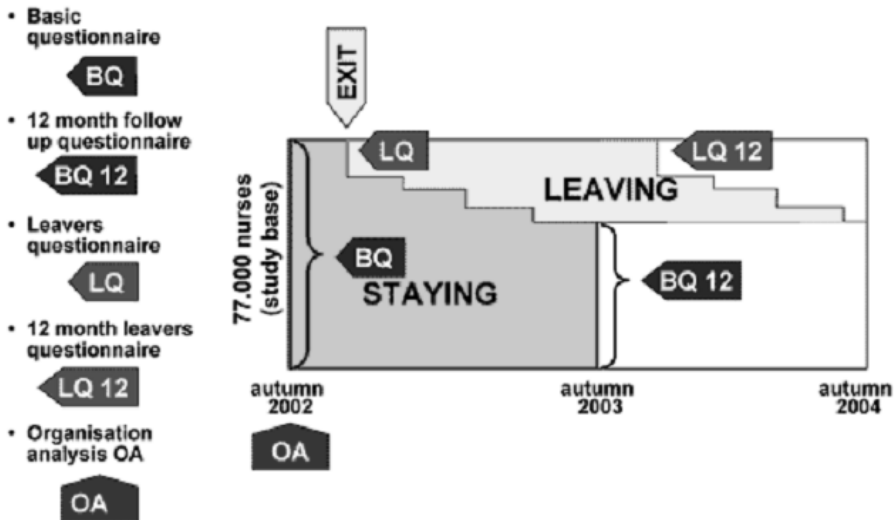 • Basic
questionnaire
BQ
• 12 month follow
up questionnaire
BQ 12
• Leavers
questionnaire
LQ
• 12 month leavers
questionnaire
LQ 12
• Organisation
analysis OA
OA
EXIT
LQ
LQ 12
LEAVING
77.000 nurses
(study base)
BQ
STAYING
BQ 12
autumn
2002
autumn
2003
autumn
2004
OA